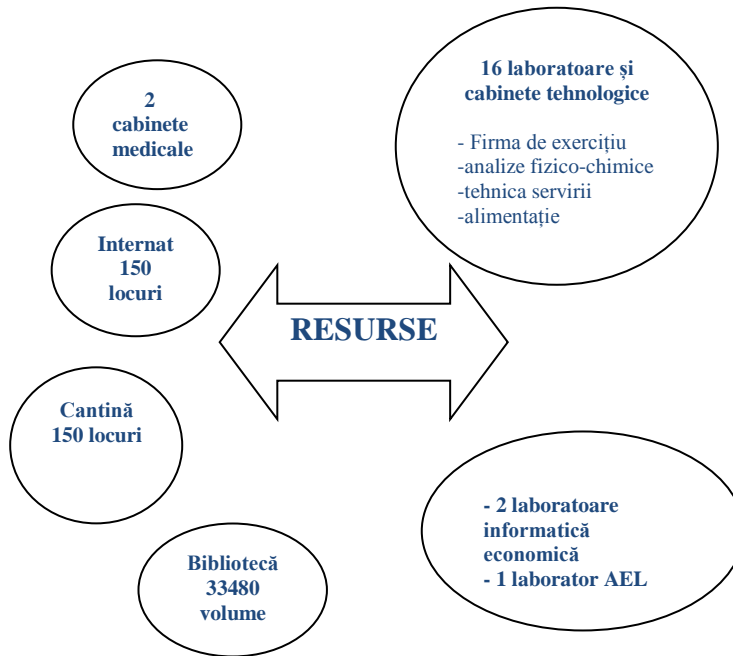 2
cabinete
medicale
16 laboratoare și
cabinete tehnologice
- Firma de exercițiu
-analize fizico-chimice
-tehnica servirii
-alimentație
Internat
150
locuri
RESURSE
Cantină
150 locuri
- 2 laboratoare
informatică
economică
- 1 laborator AEL
Bibliotecă
33480
volume